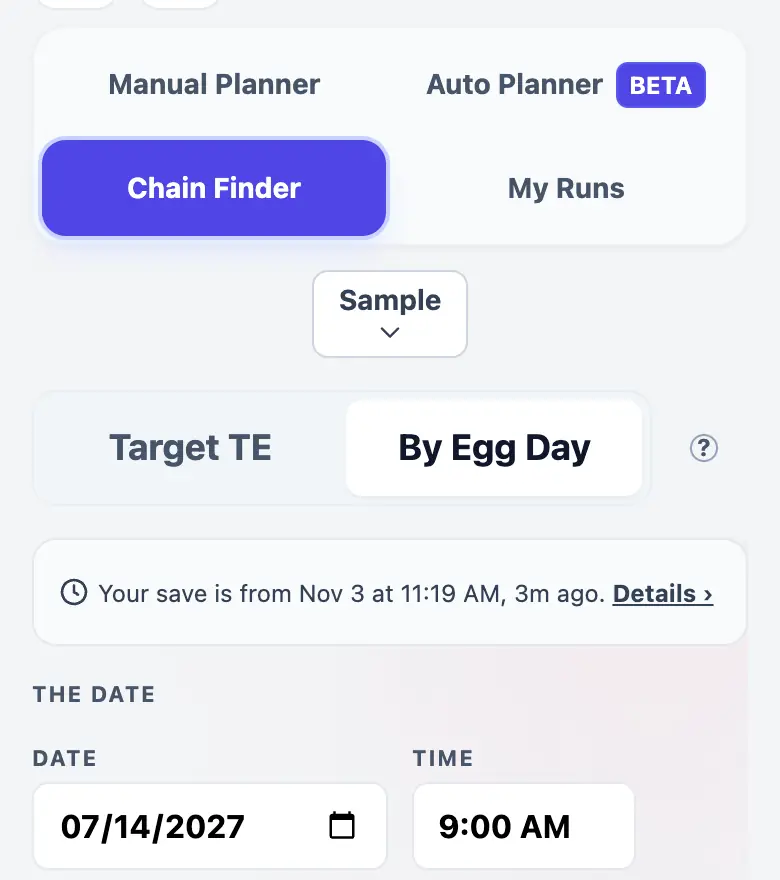 Manual Planner
Auto Planner BETA
Chain Finder
My Runs
Sample
Target TE
By Egg Day
?
Your save is from Nov 3 at 11:19 AM, 3m ago. Details ›
THE DATE
DATE
TIME
07/14/2027
9:00 AM